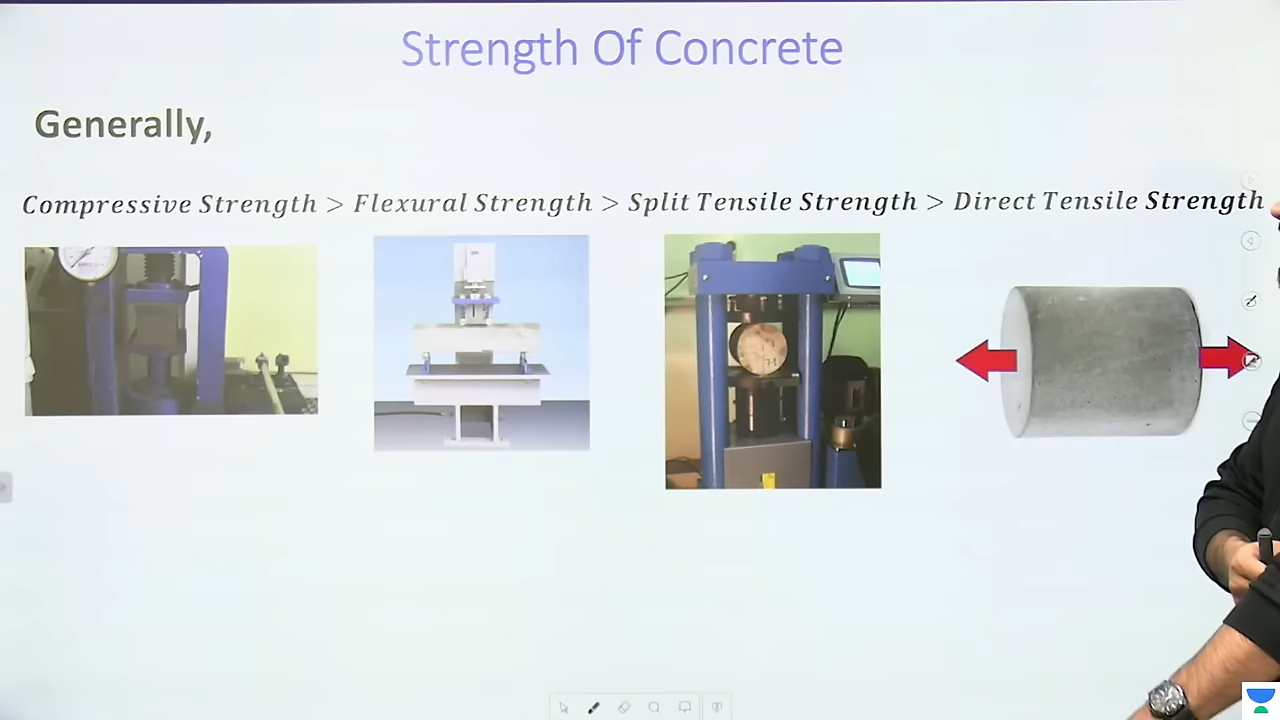 Strength Of Concrete
Generally,
Compressive Strength > Flexural Strength > Split Tensile Strength > Direct Tensile Strength